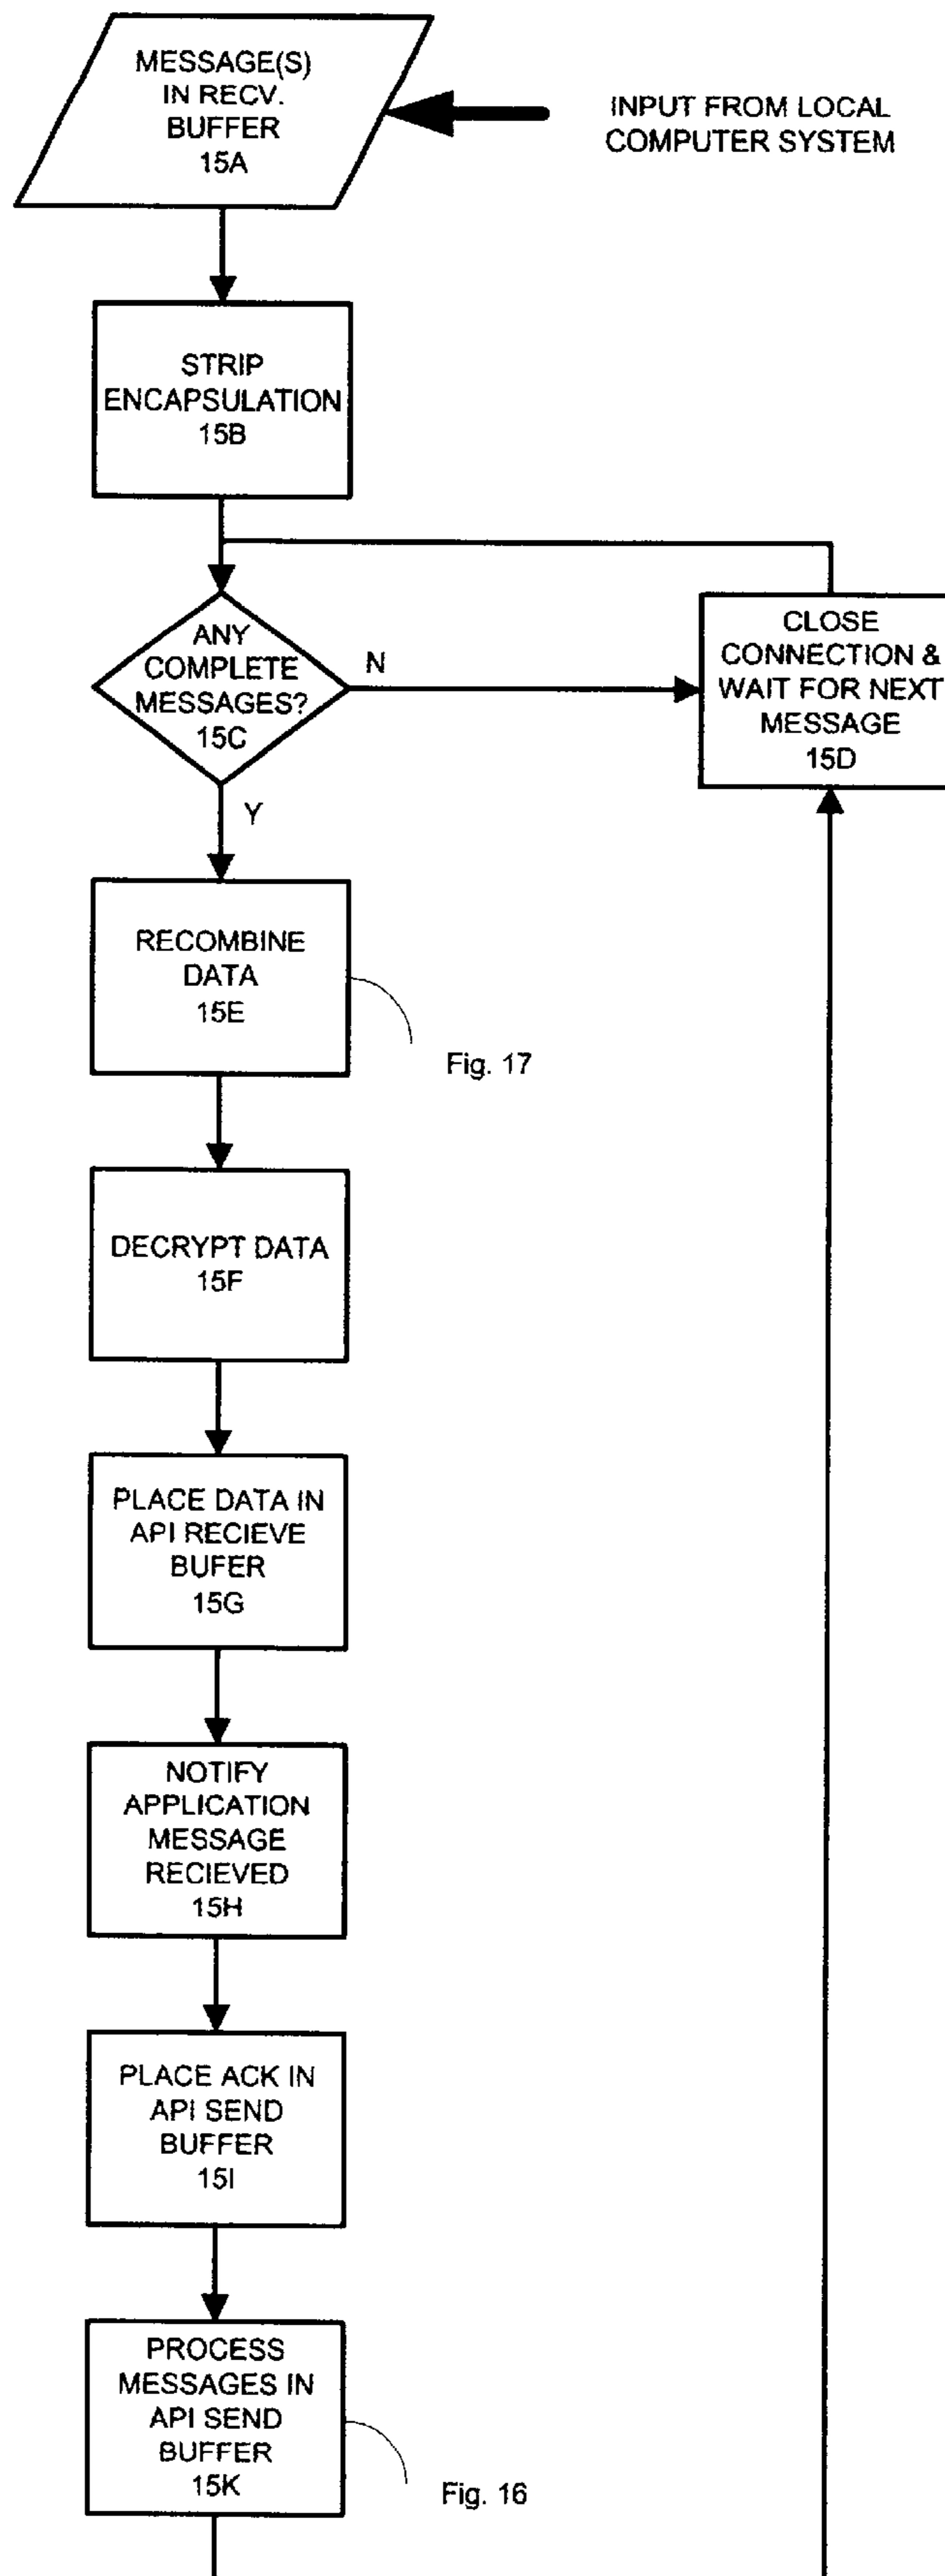 MESSAGE(S)
IN RECV.
BUFFER
15A
INPUT FROM LOCAL
COMPUTER SYSTEM
STRIP
ENCAPSULATION
15B
ANY
COMPLETE
MESSAGES?
15C
N
CLOSE
CONNECTION &
WAIT FOR NEXT
MESSAGE
15D
Y
RECOMBINE
DATA
15E
Fig. 17
DECRYPT DATA
15F
PLACE DATA IN
API RECIEVE
BUFER
15G
NOTIFY
APPLICATION
MESSAGE
RECIEVED
15H
PLACE ACK IN
API SEND
BUFFER
15I
PROCESS
MESSAGES IN
API SEND
BUFFER
15K
Fig. 16